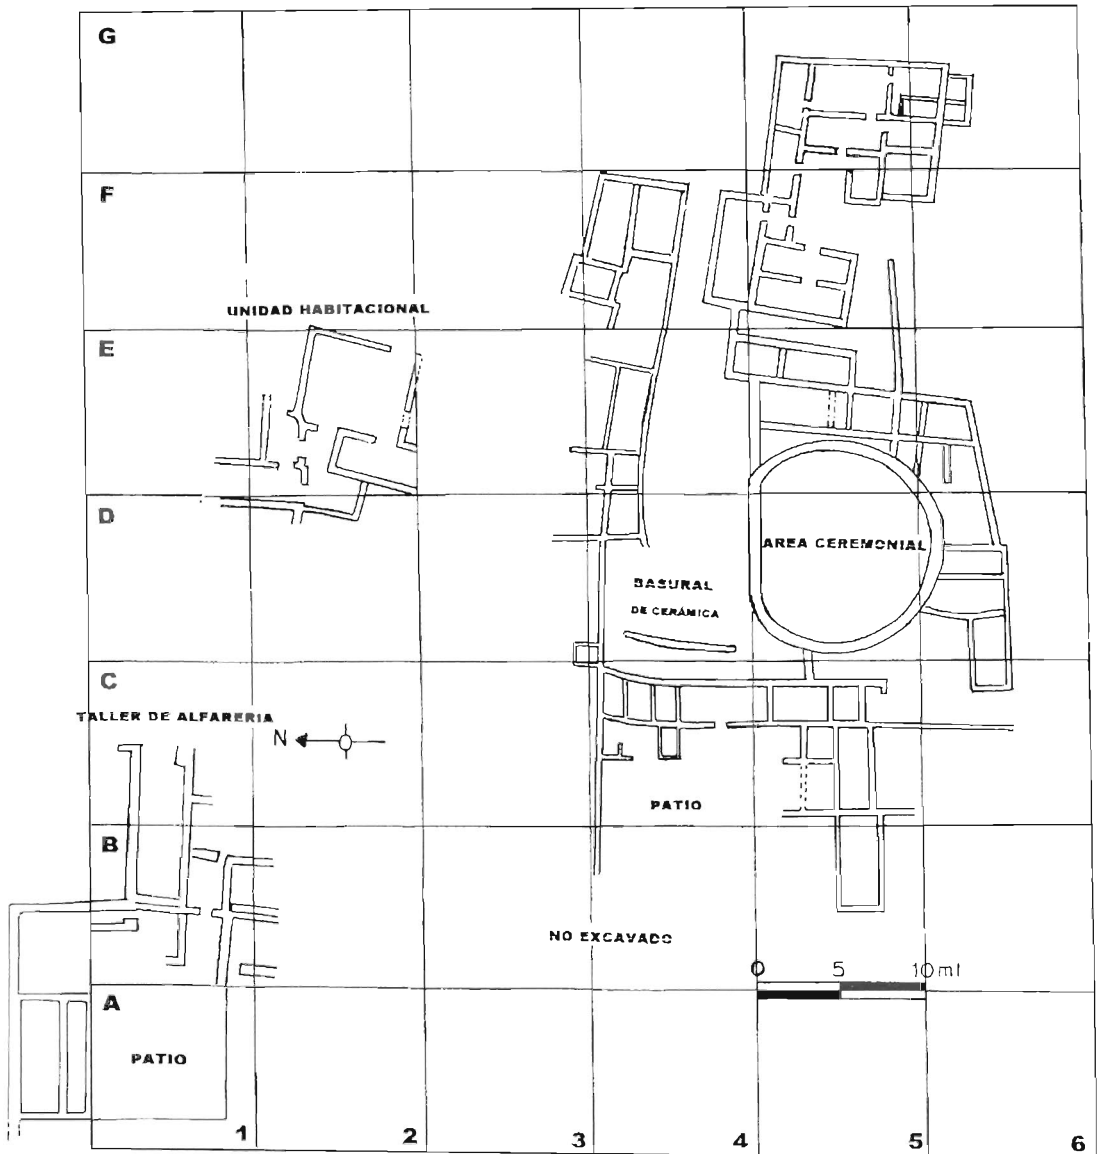 G
F
UNIDAD HABITACIONAL
E
D
AREA CEREMONIAL
BASURAL
DE CERÁMICA
C
TALLER DE ALFARERIA
N
PATIO
B
NO EXCAVADO
0 5 10 mt
A
PATIO
1 2 3 4 5 6